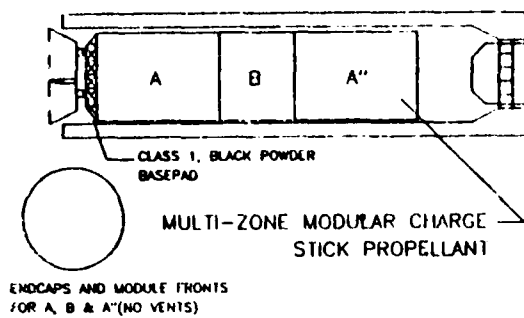 A B A"
CLASS 1, BLACK POWDER
BASEPAD
MULTI-ZONE MODULAR CHARGE
STICK PROPELLANT
ENDCAPS AND MODULE FRONTS
FOR A, B & A"(NO VENTS)